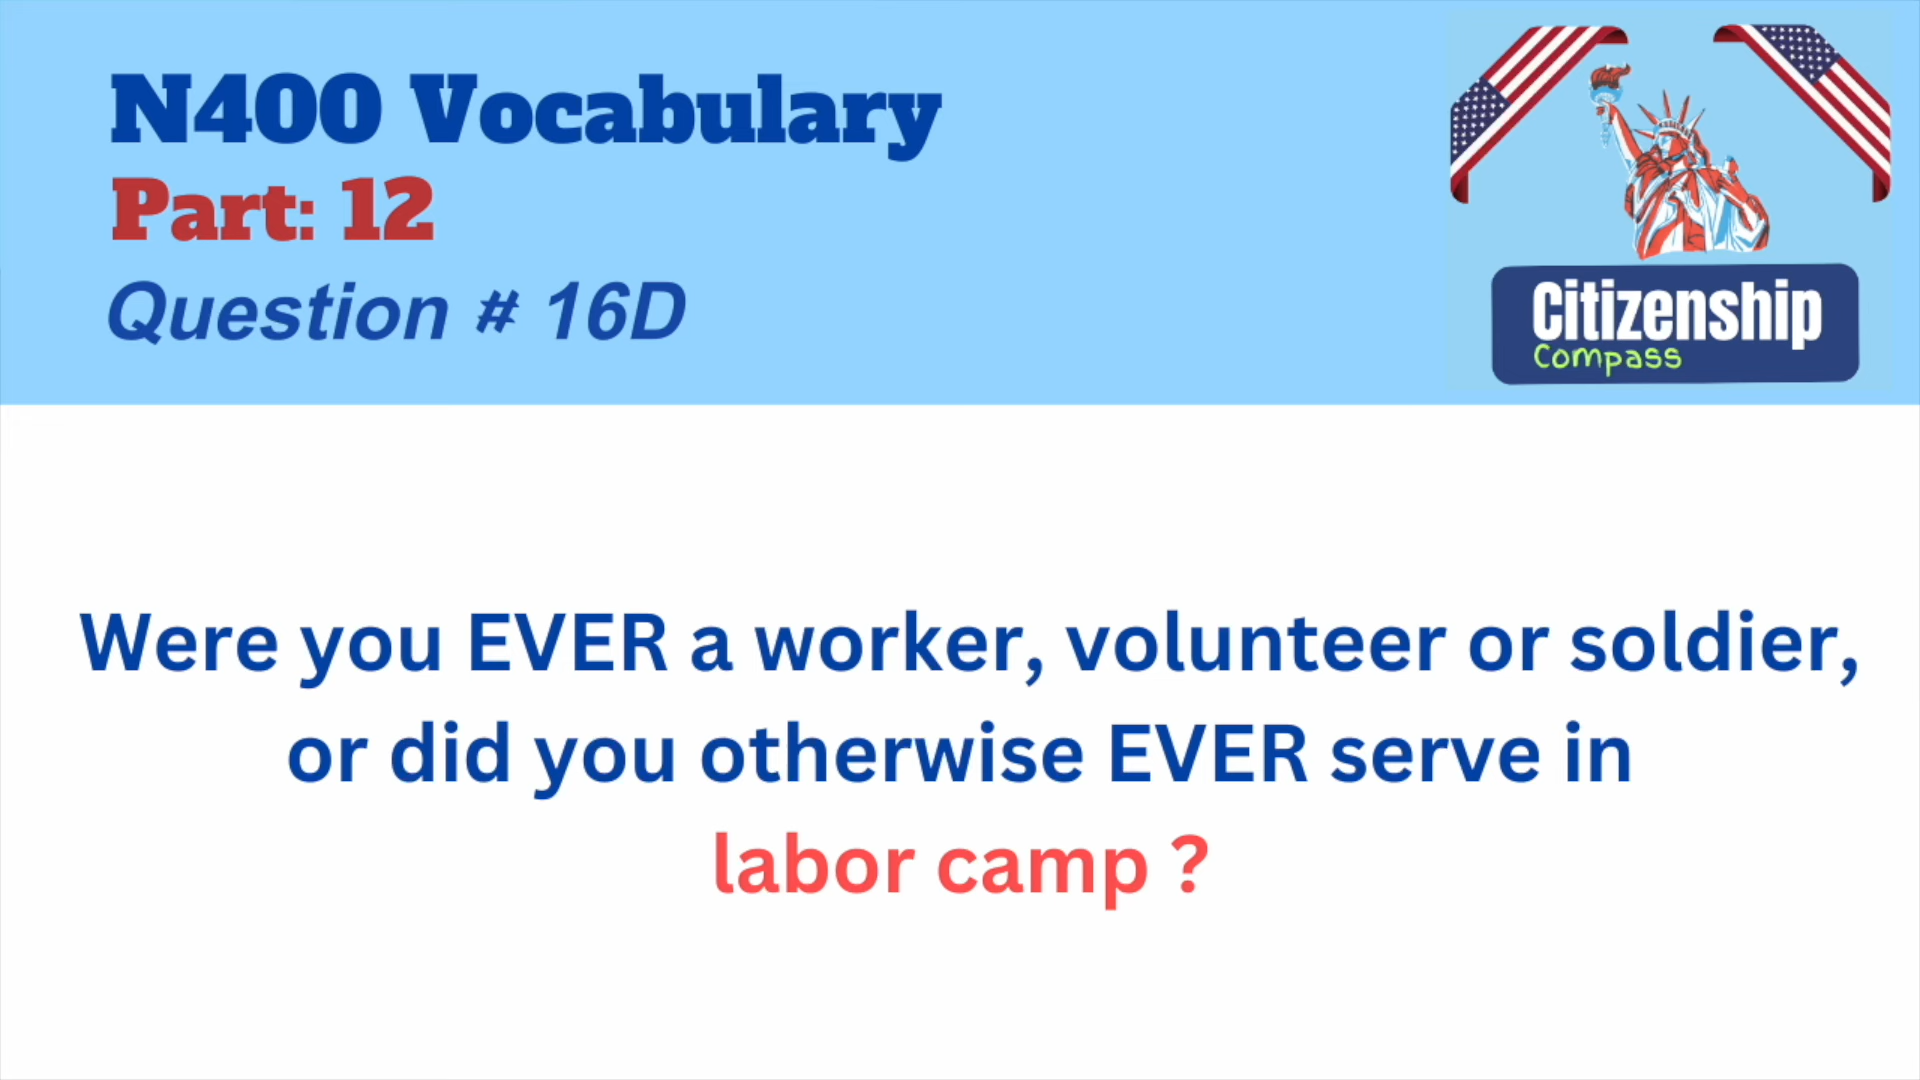 N400 Vocabulary
Part: 12
Question # 16D
Citizenship
Compass
Were you EVER a worker, volunteer or soldier,
or did you otherwise EVER serve in
labor camp ?